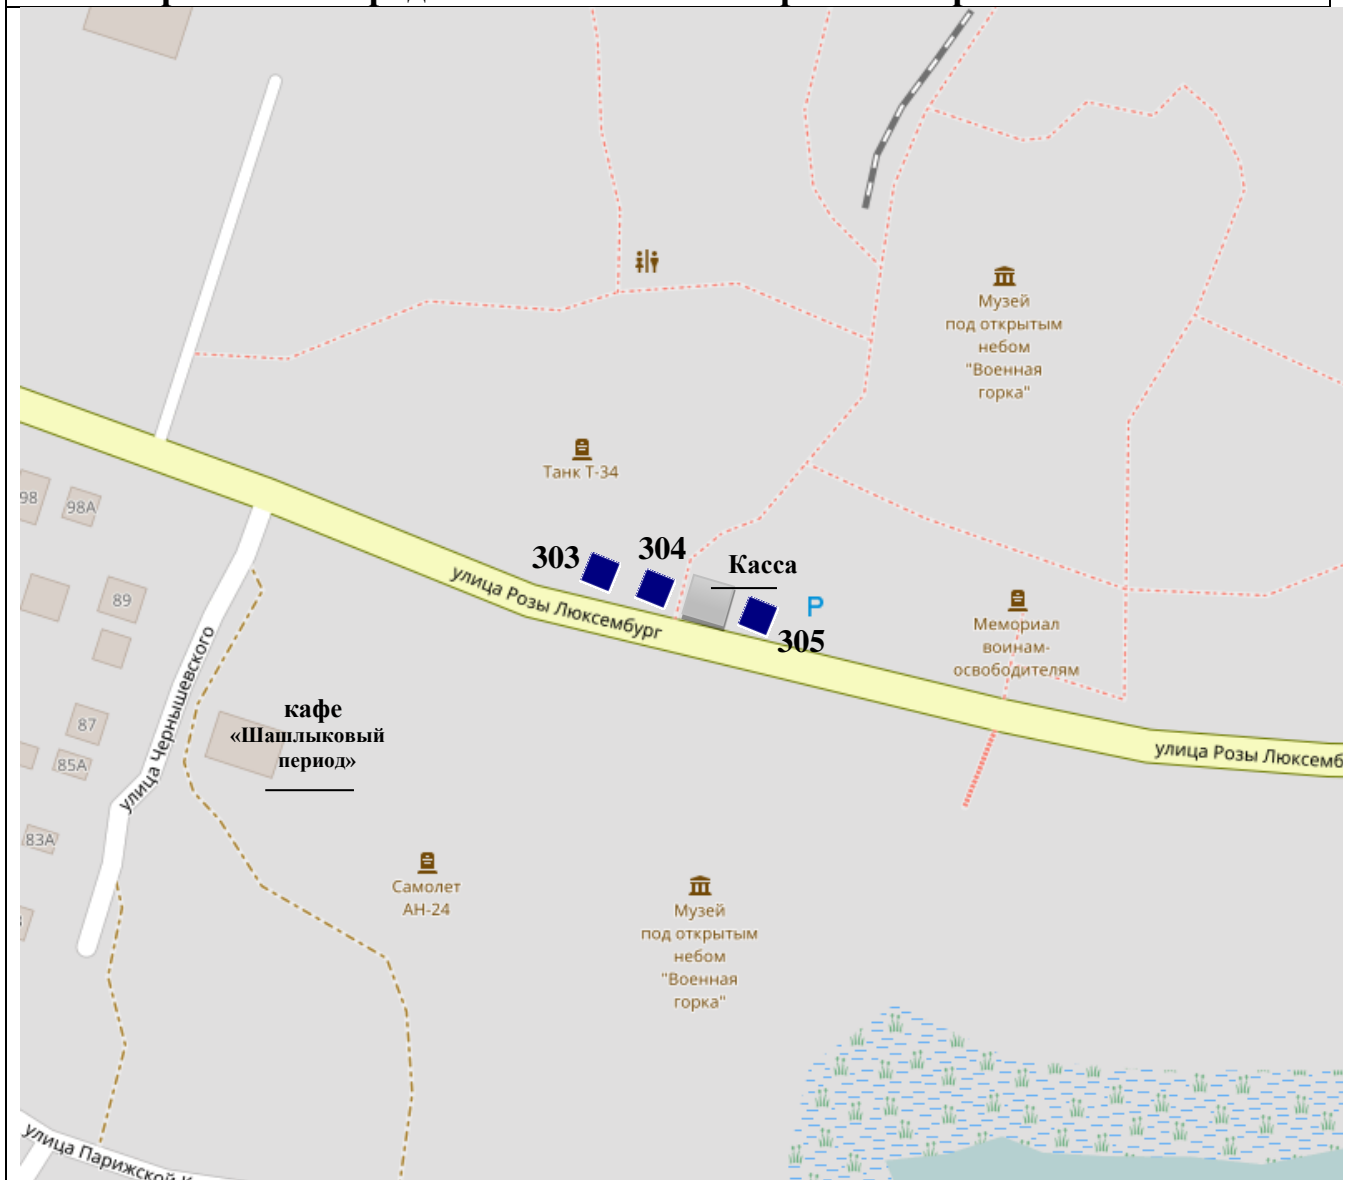 Музей
под открытым
небом
"Военная
горка"
Танк Т-34
98
98А
303
304
Касса
P
305
улица Розы Люксембург
89
Мемориал
воинам-
освободителям
улица Чернышевского
87
85А
83А
кафе
«Шашлыковый
период»
улица Розы Люксемб
Самолет
АН-24
Музей
под открытым
небом
"Военная
горка"
улица Парижской К